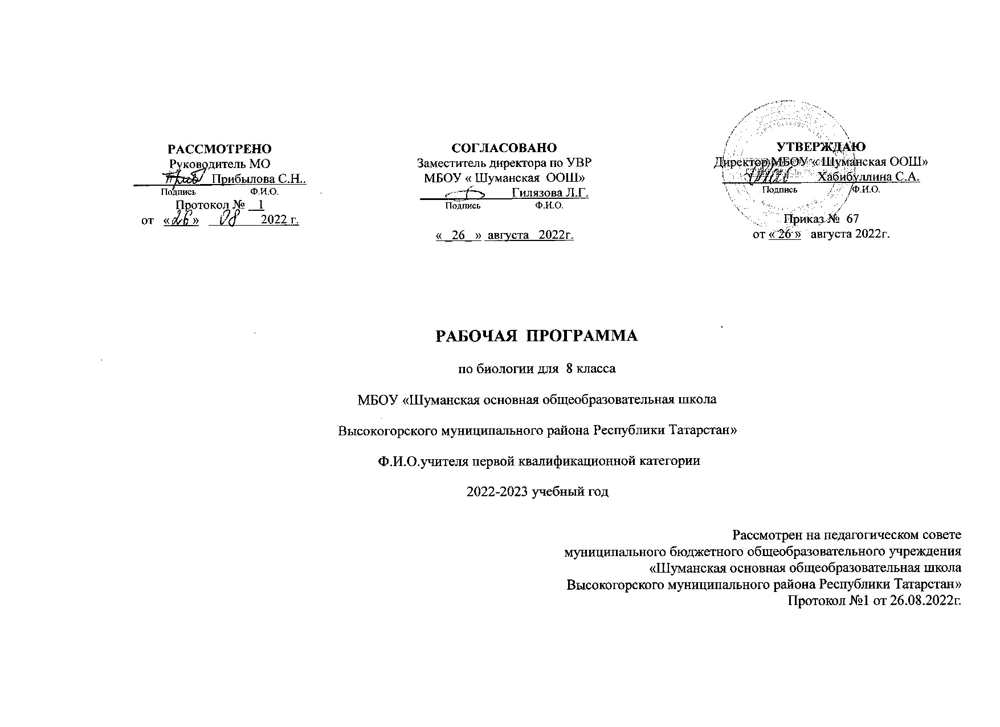 РАССМОТРЕНО
Руководитель МО
Прибылова С.Н..
Подпись Ф.И.О.
Протокол № 1
от «26» 08 2022 г.
СОГЛАСОВАНО
Заместитель директора по УВР
МБОУ « Шуманская ООШ»
Гилязова Л.Г.
Подпись Ф.И.О.
« 26 » августа 2022г.
УТВЕРЖДАЮ
Директор МБОУ « Шуманская ООШ»
Хабибуллина С.А.
Подпись Ф.И.О.
Приказ № 67
от « 26 » августа 2022г.
РАБОЧАЯ ПРОГРАММА
по биологии для 8 класса
МБОУ «Шуманская основная общеобразовательная школа
Высокогорского муниципального района Республики Татарстан»
Ф.И.О.учителя первой квалификационной категории
2022-2023 учебный год
Рассмотрен на педагогическом совете
муниципального бюджетного общеобразовательного учреждения
«Шуманская основная общеобразовательная школа
Высокогорского муниципального района Республики Татарстан»
Протокол №1 от 26.08.2022г.